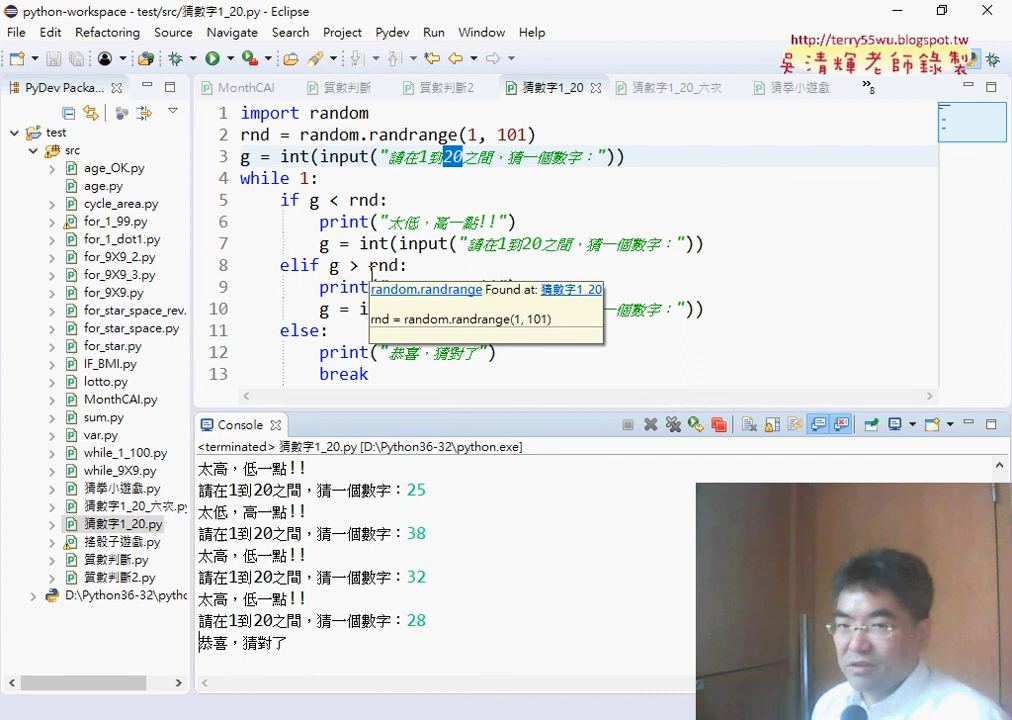 python-workspace - test/src/猜數字1_20.py - Eclipse
File Edit Refactoring Source Navigate Search Project Pydev Run Window Help
http://terry55wu.blogspot.tw
吳清輝老師錄製
PyDev Packa...
MonthCAI 質數判斷 質數判斷2 猜數字1_20 猜數字1_20_六次 猜拳小遊戲 »8
1 import random
2 rnd = random.randrange(1, 101)
3 g = int(input("請在1到20之間，猜一個數字："))
4 while 1:
5 if g < rnd:
6 print("太低，高一點!!")
7 g = int(input("請在1到20之間，猜一個數字："))
8 elif g > rnd:
9 print
10 g = i 一個數字："))
11 else:
12 print("恭喜，猜對了")
13 break
random.randrange Found at: 猜數字1_20
rnd = random.randrange(1, 101)
test
src
age_OK.py
age.py
cycle_area.py
for_1_99.py
for_1_dot1.py
for_9X9_2.py
for_9X9_3.py
for_9X9.py
for_star_space_rev.
for_star_space.py
for_star.py
IF_BMI.py
lotto.py
MonthCAI.py
sum.py
var.py
while_1_100.py
while_9X9.py
猜拳小遊戲.py
猜數字1_20_六次.py
猜數字1_20.py
搖骰子遊戲.py
質數判斷.py
質數判斷2.py
D:\Python36-32\pytho
Console
<terminated> 猜數字1_20.py [D:\Python36-32\python.exe]
太高，低一點!!
請在1到20之間，猜一個數字：25
太低，高一點!!
請在1到20之間，猜一個數字：38
太高，低一點!!
請在1到20之間，猜一個數字：32
太高，低一點!!
請在1到20之間，猜一個數字：28
恭喜，猜對了